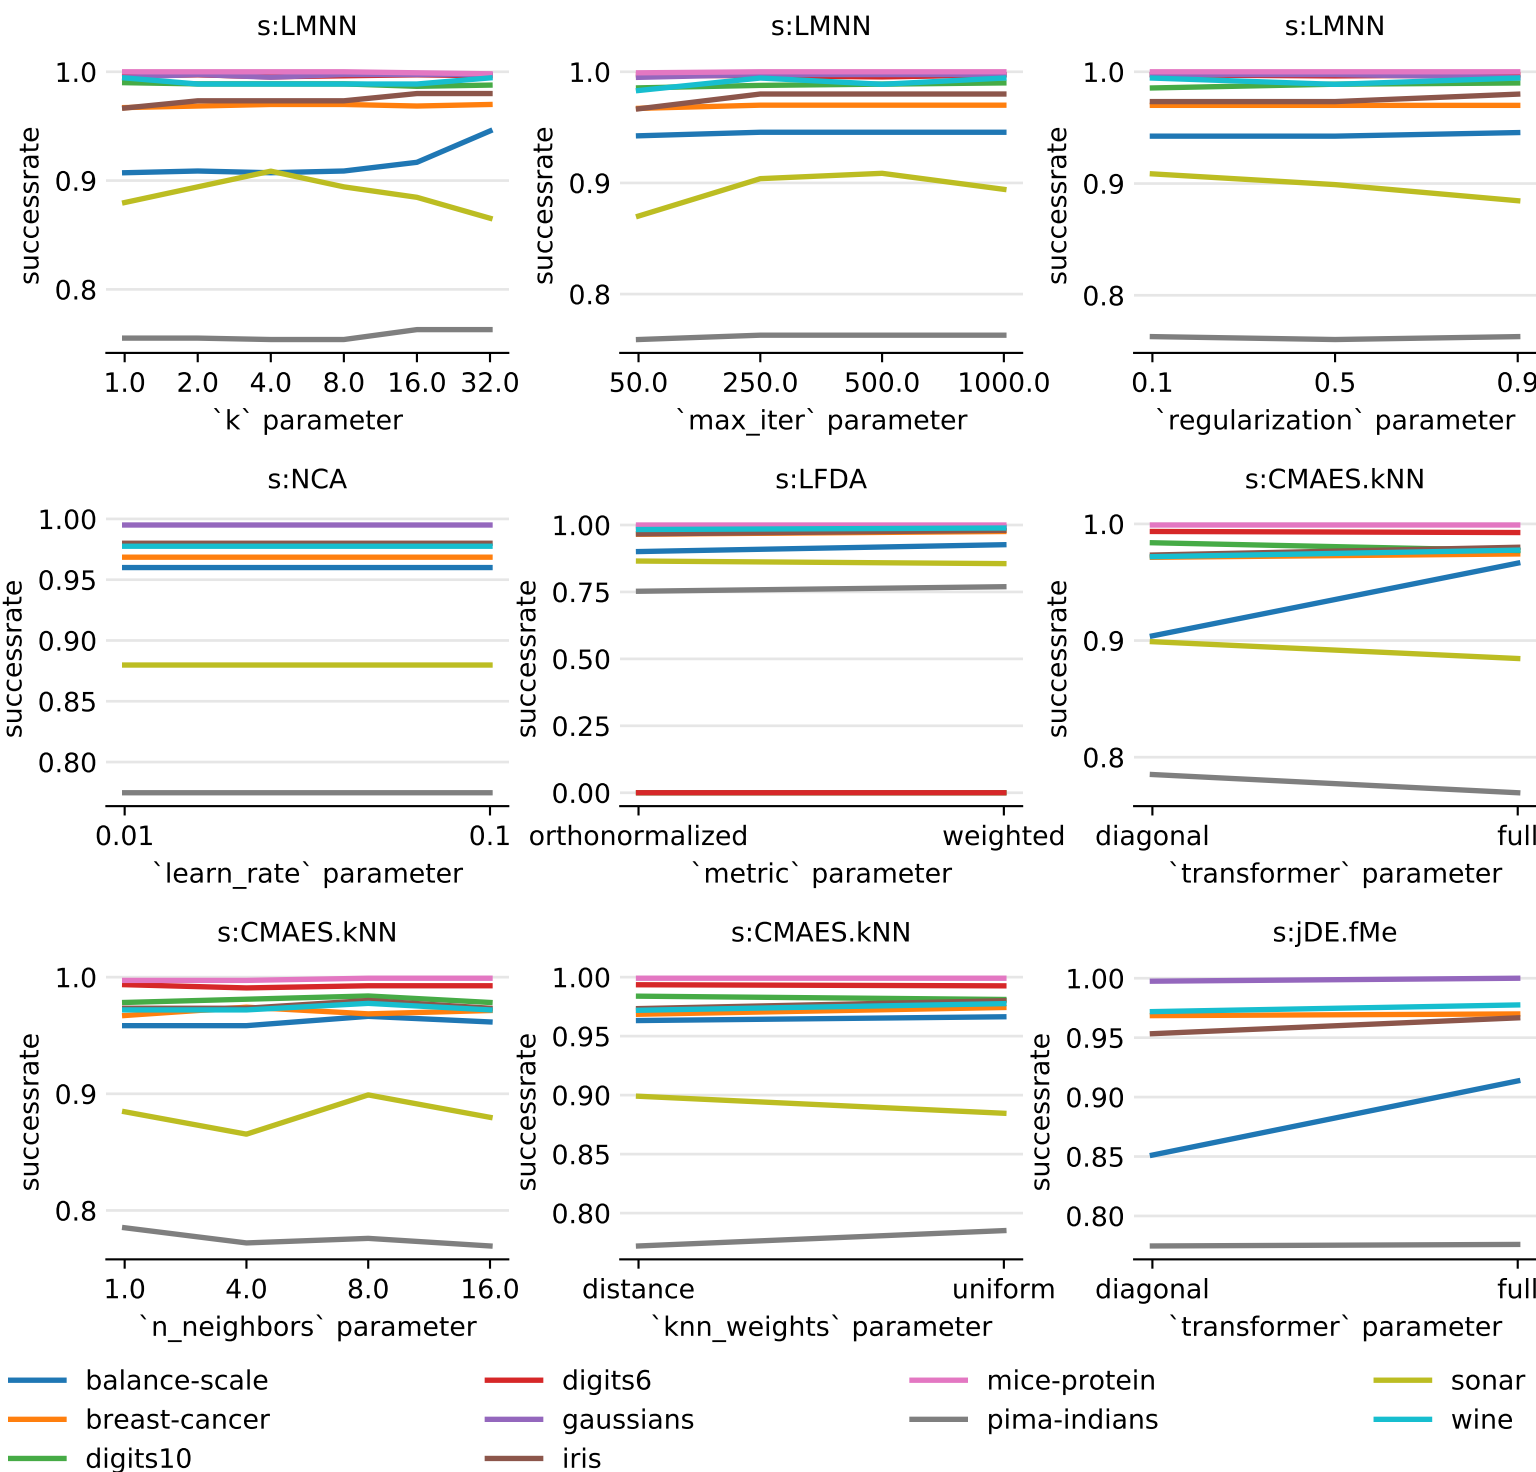 s:LMNN
s:LMNN
s:LMNN
successrate
1.0
0.9
0.8
1.0 2.0 4.0 8.0 16.0 32.0
`k` parameter
successrate
1.0
0.9
0.8
50.0 250.0 500.0 1000.0
`max_iter` parameter
successrate
1.0
0.9
0.8
0.1 0.5 0.9
`regularization` parameter
s:NCA
s:LFDA
s:CMAES.kNN
successrate
1.00
0.95
0.90
0.85
0.80
0.01 0.1
`learn_rate` parameter
successrate
1.00
0.75
0.50
0.25
0.00
orthonormalized weighted
`metric` parameter
successrate
1.0
0.9
0.8
diagonal full
`transformer` parameter
s:CMAES.kNN
s:CMAES.kNN
s:jDE.fMe
successrate
1.0
0.9
0.8
1.0 4.0 8.0 16.0
`n_neighbors` parameter
successrate
1.00
0.95
0.90
0.85
0.80
distance uniform
`knn_weights` parameter
successrate
1.00
0.95
0.90
0.85
0.80
diagonal full
`transformer` parameter
balance-scale
breast-cancer
digits10
digits6
gaussians
iris
mice-protein
pima-indians
sonar
wine